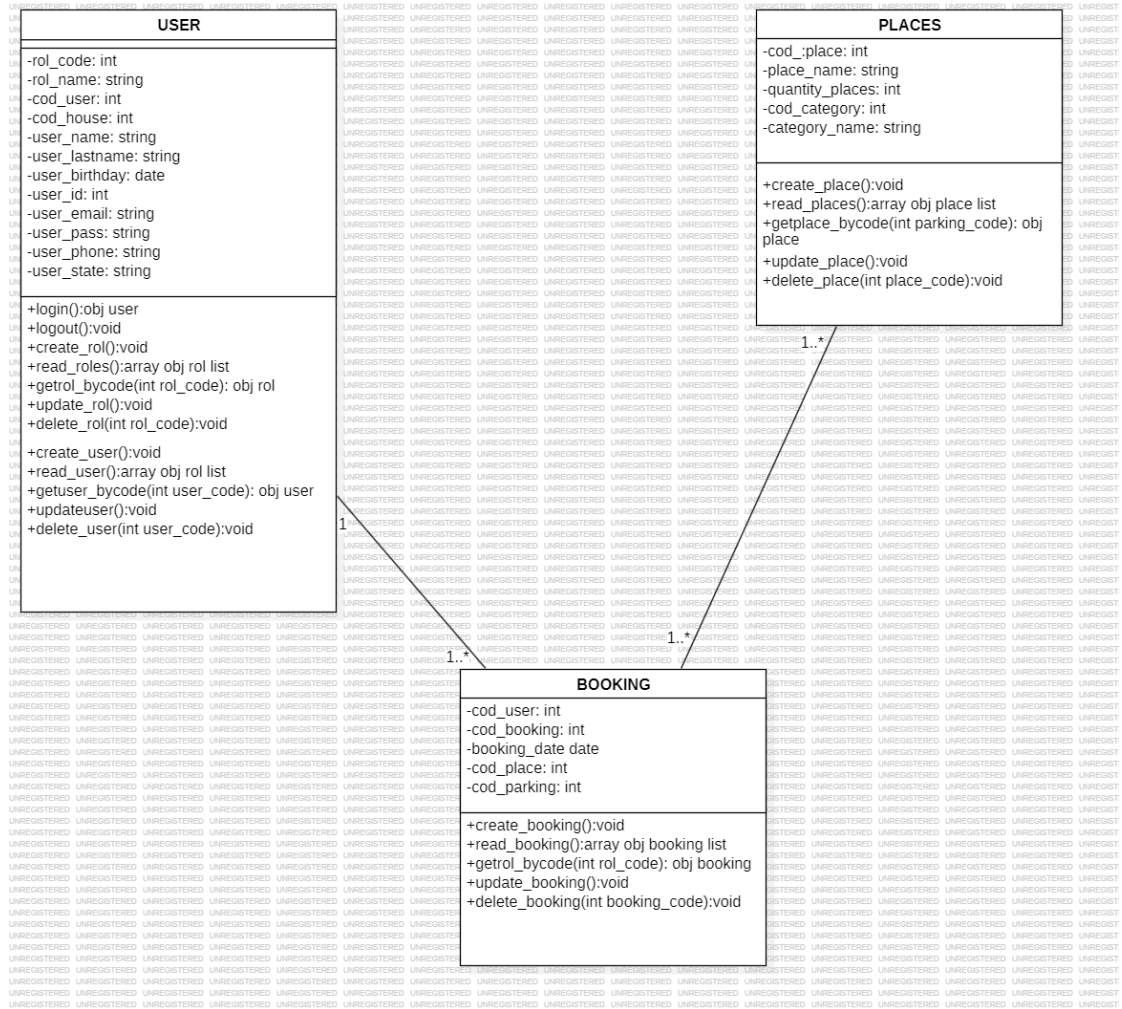 USER
-rol_code: int
-rol_name: string
-cod_user: int
-cod_house: int
-user_name: string
-user_lastname: string
-user_birthday: date
-user_id: int
-user_email: string
-user_pass: string
-user_phone: string
-user_state: string
+login():obj user
+logout():void
+create_rol():void
+read_roles():array obj rol list
+getrol_bycode(int rol_code): obj rol
+update_rol():void
+delete_rol(int rol_code):void
+create_user():void
+read_user():array obj rol list
+getuser_bycode(int user_code): obj user
+updateuser():void
+delete_user(int user_code):void
PLACES
-cod_:place: int
-place_name: string
-quantity_places: int
-cod_category: int
-category_name: string
+create_place():void
+read_places():array obj place list
+getplace_bycode(int parking_code): obj
place
+update_place():void
+delete_place(int place_code):void
1..*
1
1..*
1..*
BOOKING
-cod_user: int
-cod_booking: int
-booking_date date
-cod_place: int
-cod_parking: int
+create_booking():void
+read_booking():array obj booking list
+getrol_bycode(int rol_code): obj booking
+update_booking():void
+delete_booking(int booking_code):void
UNREGISTERED